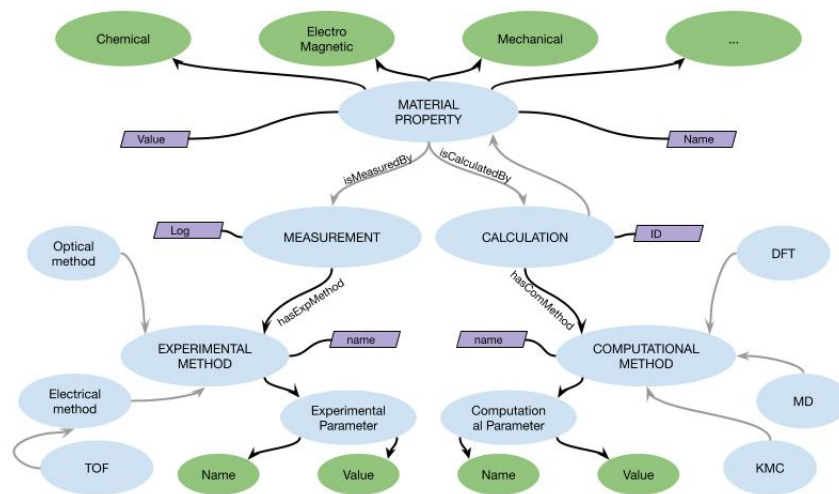 Chemical
Electro
Magnetic
Mechanical
...
MATERIAL
PROPERTY
Value
Name
isMeasuredBy
isCalculatedBy
Log
MEASUREMENT
CALCULATION
ID
Optical
method
DFT
hasExpMethod
hasComMethod
EXPERIMENTAL
METHOD
name
name
COMPUTATIONAL
METHOD
Electrical
method
Experimental
Parameter
Computation
al Parameter
MD
TOF
Name
Value
Name
Value
KMC